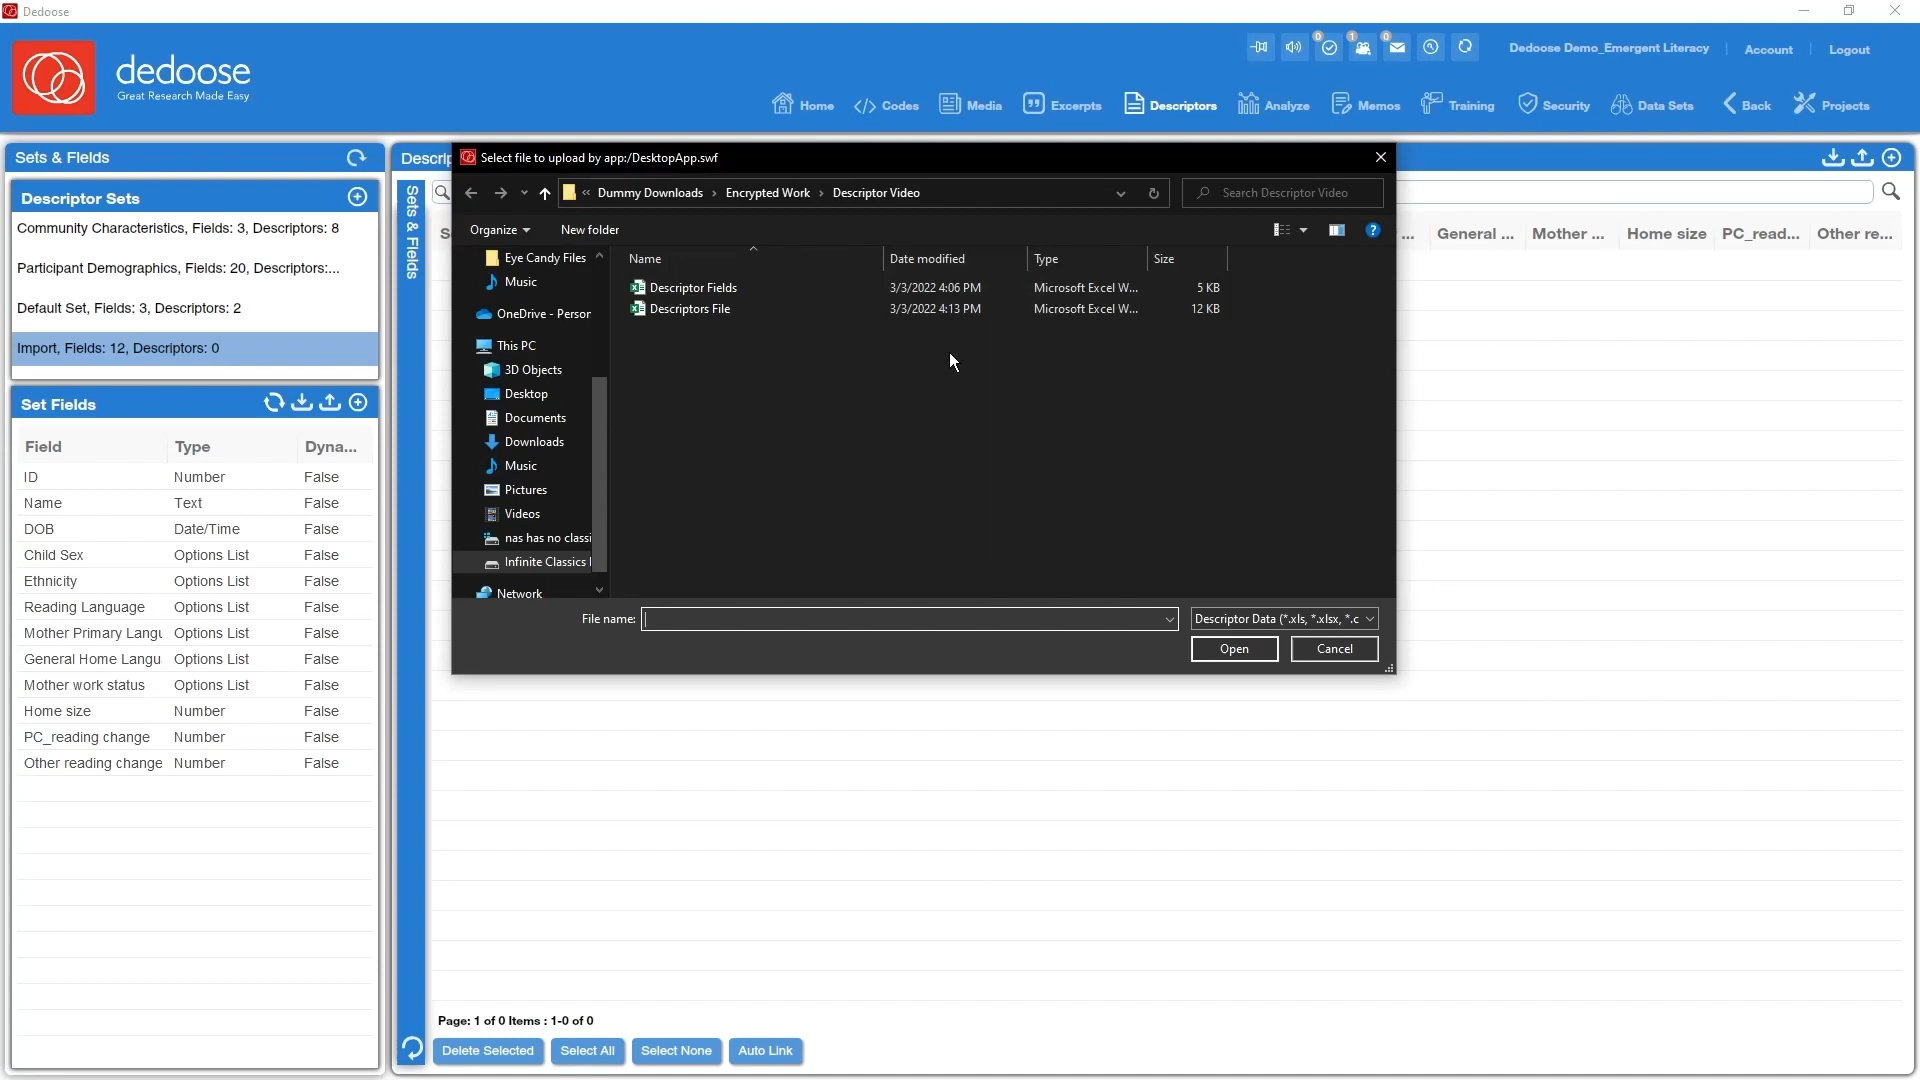 Dedoose
dedoose
Great Research Made Easy
0 1 0
Dedoose Demo_Emergent Literacy | Account | Logout
Home Codes Media Excerpts Descriptors Analyze Memos Training Security Data Sets Back Projects
Sets & Fields
Descriptor Sets
Community Characteristics, Fields: 3, Descriptors: 8
Participant Demographics, Fields: 20, Descriptors:...
Default Set, Fields: 3, Descriptors: 2
Import, Fields: 12, Descriptors: 0
Set Fields
Field Type Dyna...
ID Number False
Name Text False
DOB Date/Time False
Child Sex Options List False
Ethnicity Options List False
Reading Language Options List False
Mother Primary Langu Options List False
General Home Langu Options List False
Mother work status Options List False
Home size Number False
PC_reading change Number False
Other reading change Number False
Descrip
Sets & Fields
S
... General ... Mother ... Home size PC_read... Other re...
Select file to upload by app:/DesktopApp.swf
« Dummy Downloads › Encrypted Work › Descriptor Video
Search Descriptor Video
Organize New folder
?
Eye Candy Files
Music
OneDrive - Person
This PC
3D Objects
Desktop
Documents
Downloads
Music
Pictures
Videos
nas has no classi
Infinite Classics
Network
Name Date modified Type Size
Descriptor Fields 3/3/2022 4:06 PM Microsoft Excel W... 5 KB
Descriptors File 3/3/2022 4:13 PM Microsoft Excel W... 12 KB
File name:
Descriptor Data (*.xls, *.xlsx, *.c
Open Cancel
Page: 1 of 0 Items : 1-0 of 0
Delete Selected Select All Select None Auto Link